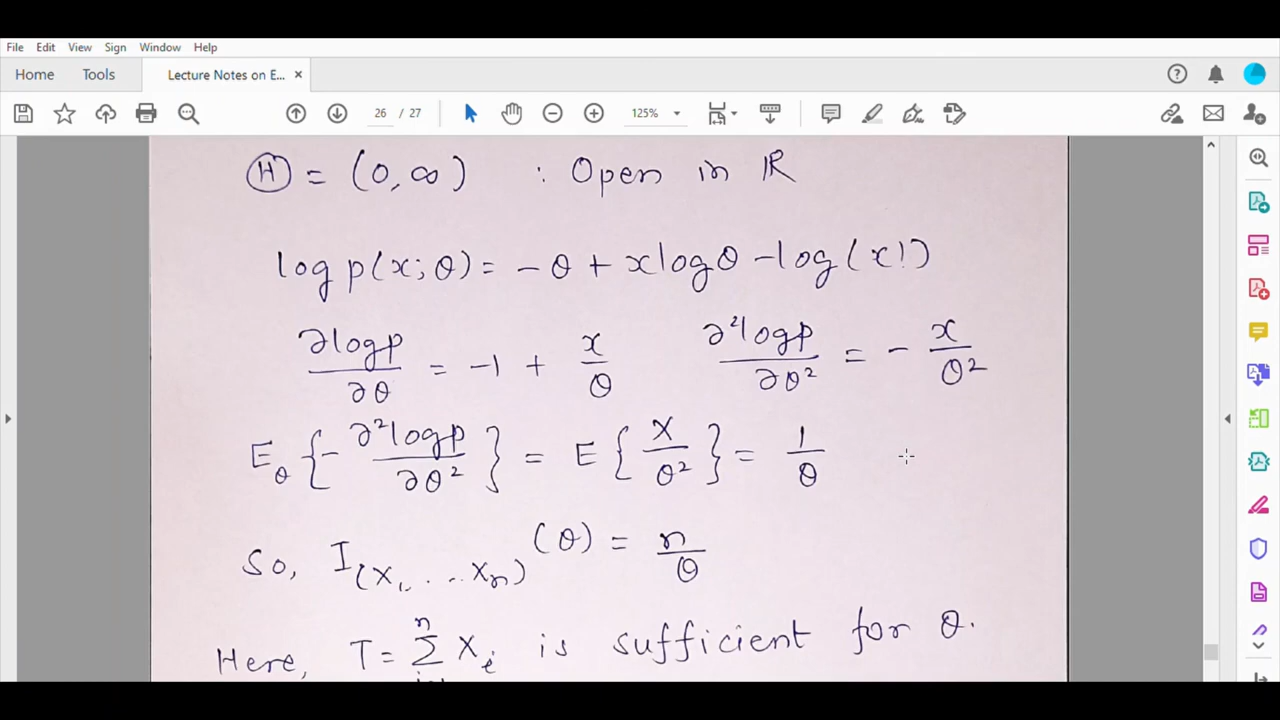 File Edit View Sign Window Help
Home Tools Lecture Notes on E... ×
26 / 27 125%
Ⓗ = (0, ∞) : Open in ℝ
log p(x; θ) = - θ + x log θ - log(x!)
∂log p/∂θ = -1 + x/θ ∂²log p/∂θ² = - x/θ²
E_θ {- ∂²log p/∂θ²} = E {X/θ²} = 1/θ
So, I_(X₁, ... Xₙ) (θ) = n/θ
Here, T = Σⁿ Xᵢ is sufficient for θ.